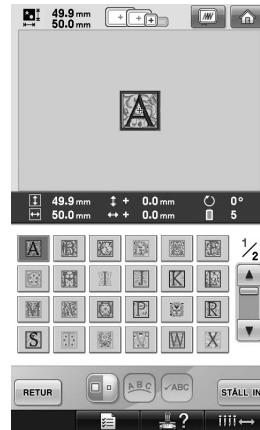 49.9 mm
50.0 mm
A
49.9 mm + 0.0 mm 0°
50.0 mm + 0.0 mm 5
A B F
I J K L
M N P R
S V W X
1/2
RETUR ABC ABC STÄLL IN
?